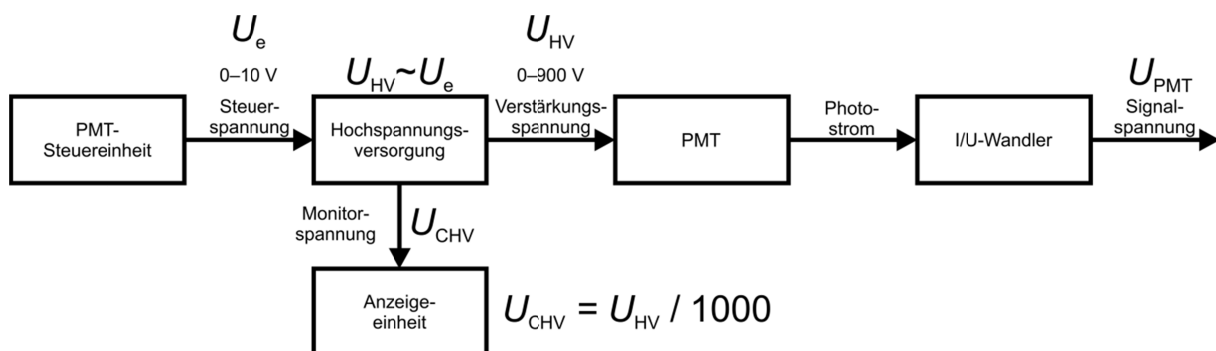 U_e
0–10 V
Steuer-
spannung
U_HV~U_e
U_HV
0–900 V
Verstärkungs-
spannung
U_PMT
Signal-
spannung
PMT-
Steuereinheit
Hochspannungs-
versorgung
PMT
Photo-
strom
I/U-Wandler
Monitor-
spannung
U_CHV
Anzeige-
einheit
U_CHV = U_HV / 1000